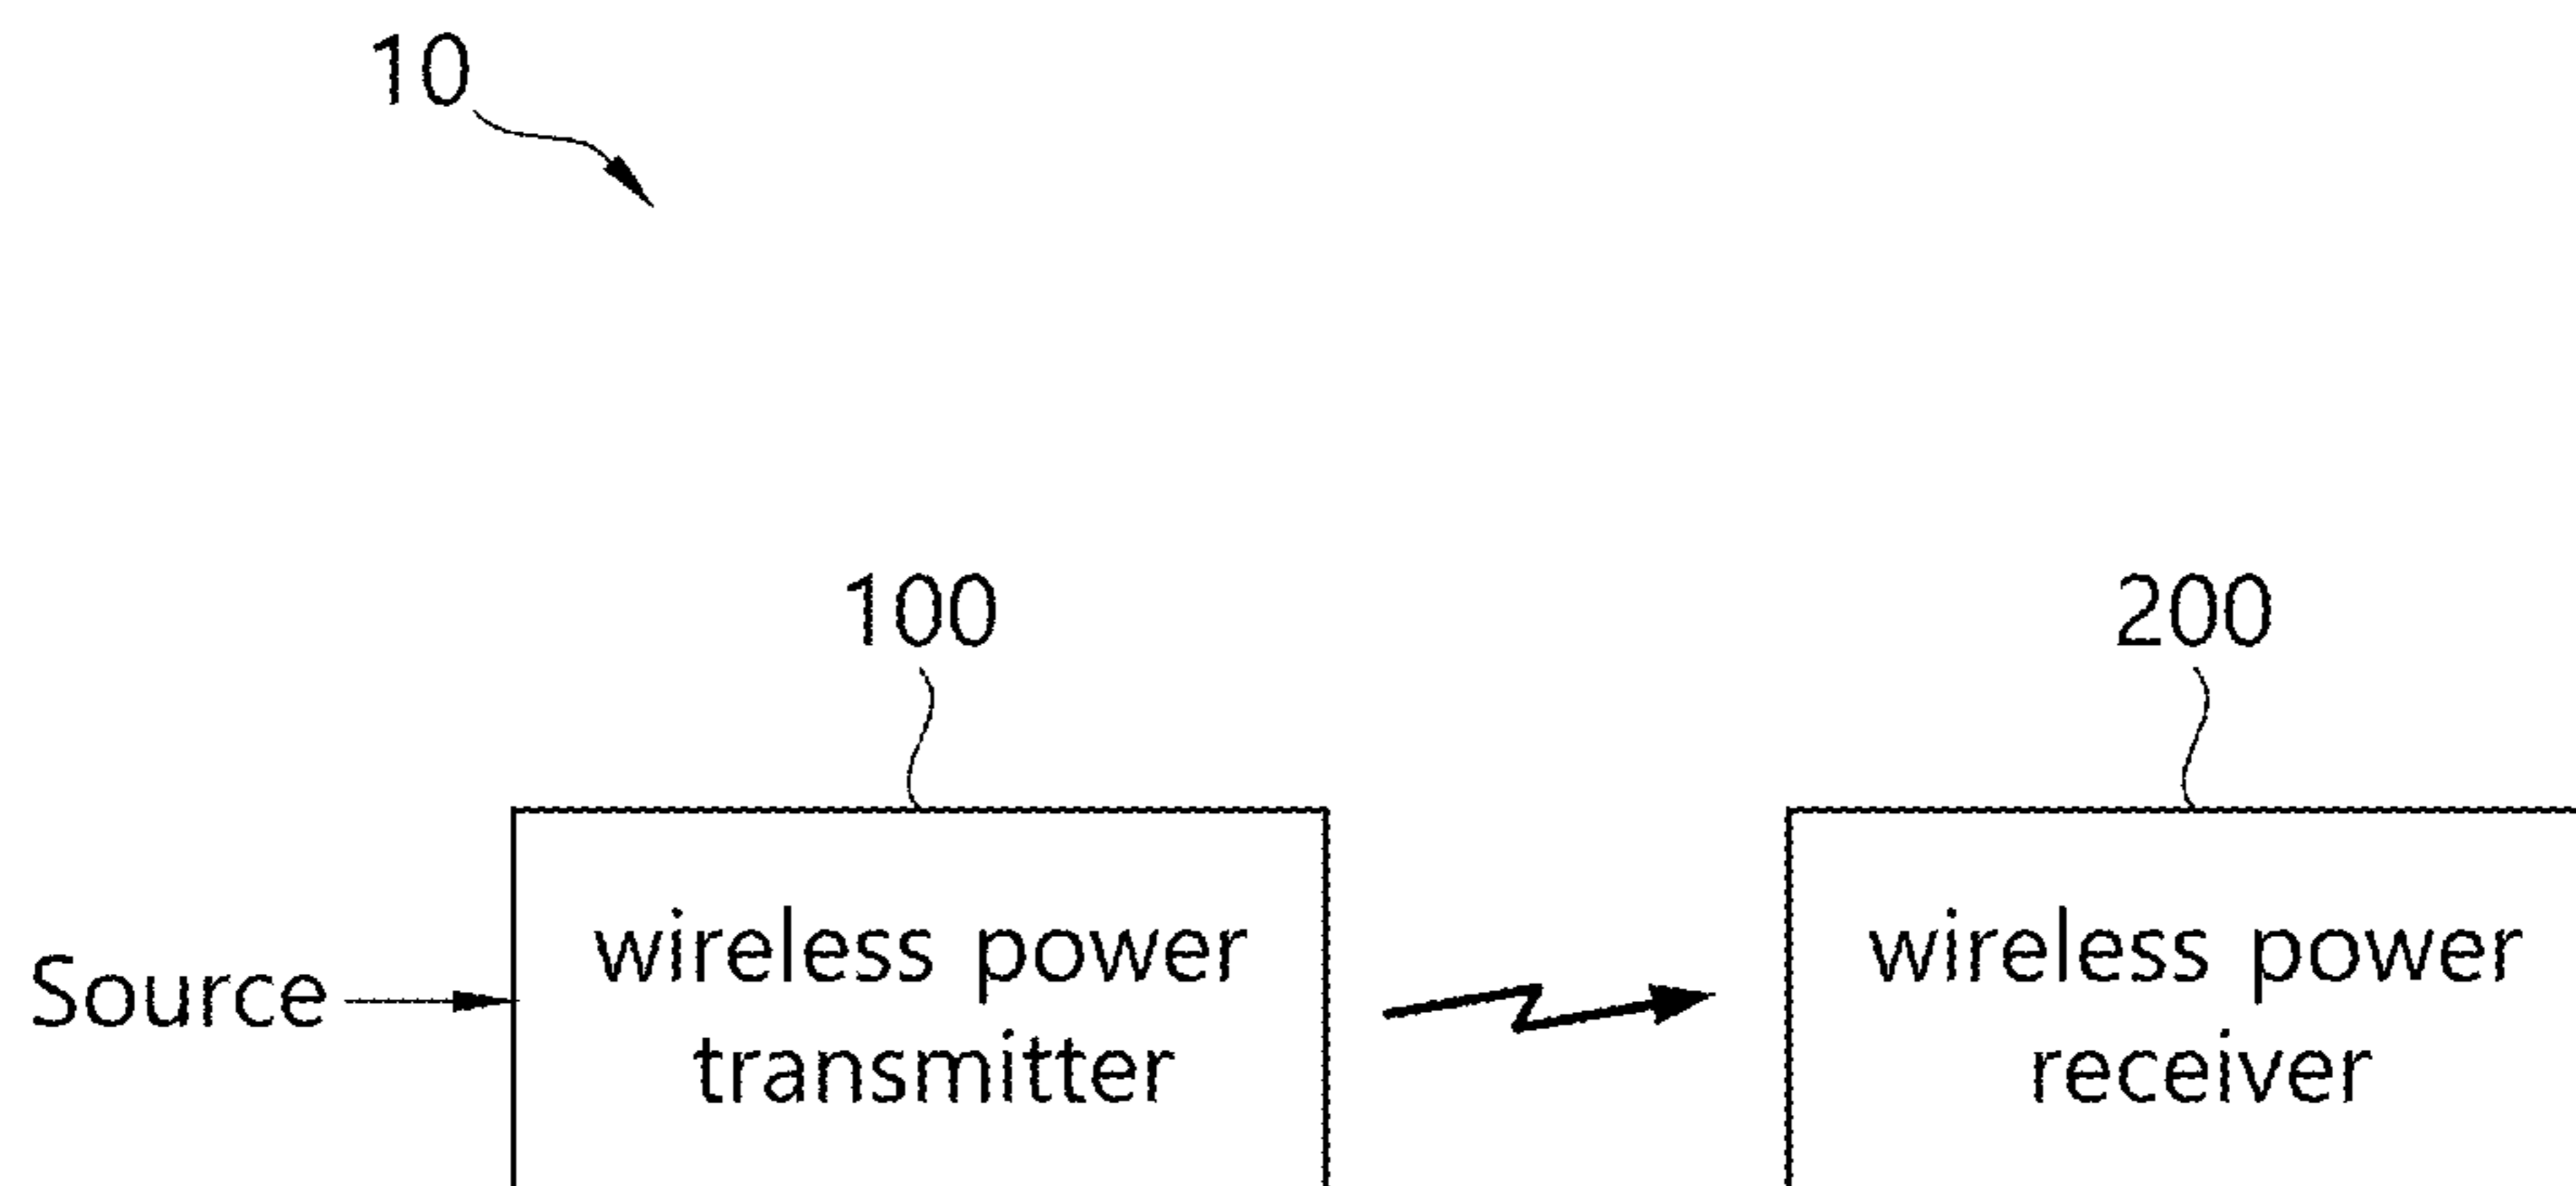 10
100
200
Source
wireless power
transmitter
wireless power
receiver